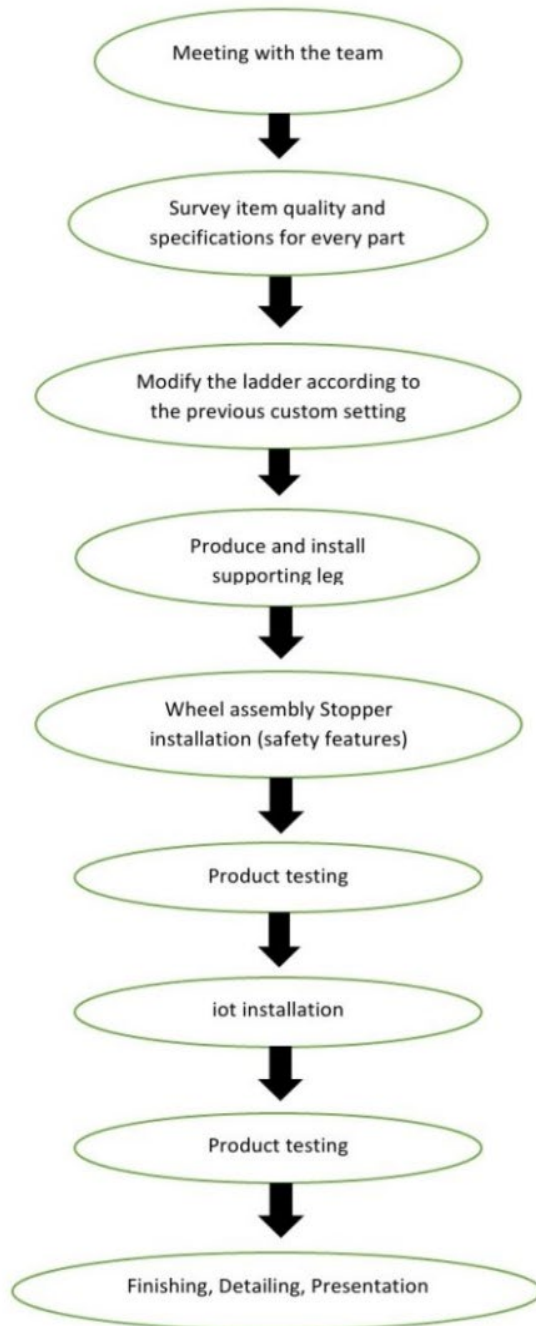 Meeting with the team
Survey item quality and
specifications for every part
Modify the ladder according to
the previous custom setting
Produce and install
supporting leg
Wheel assembly Stopper
installation (safety features)
Product testing
iot installation
Product testing
Finishing, Detailing, Presentation